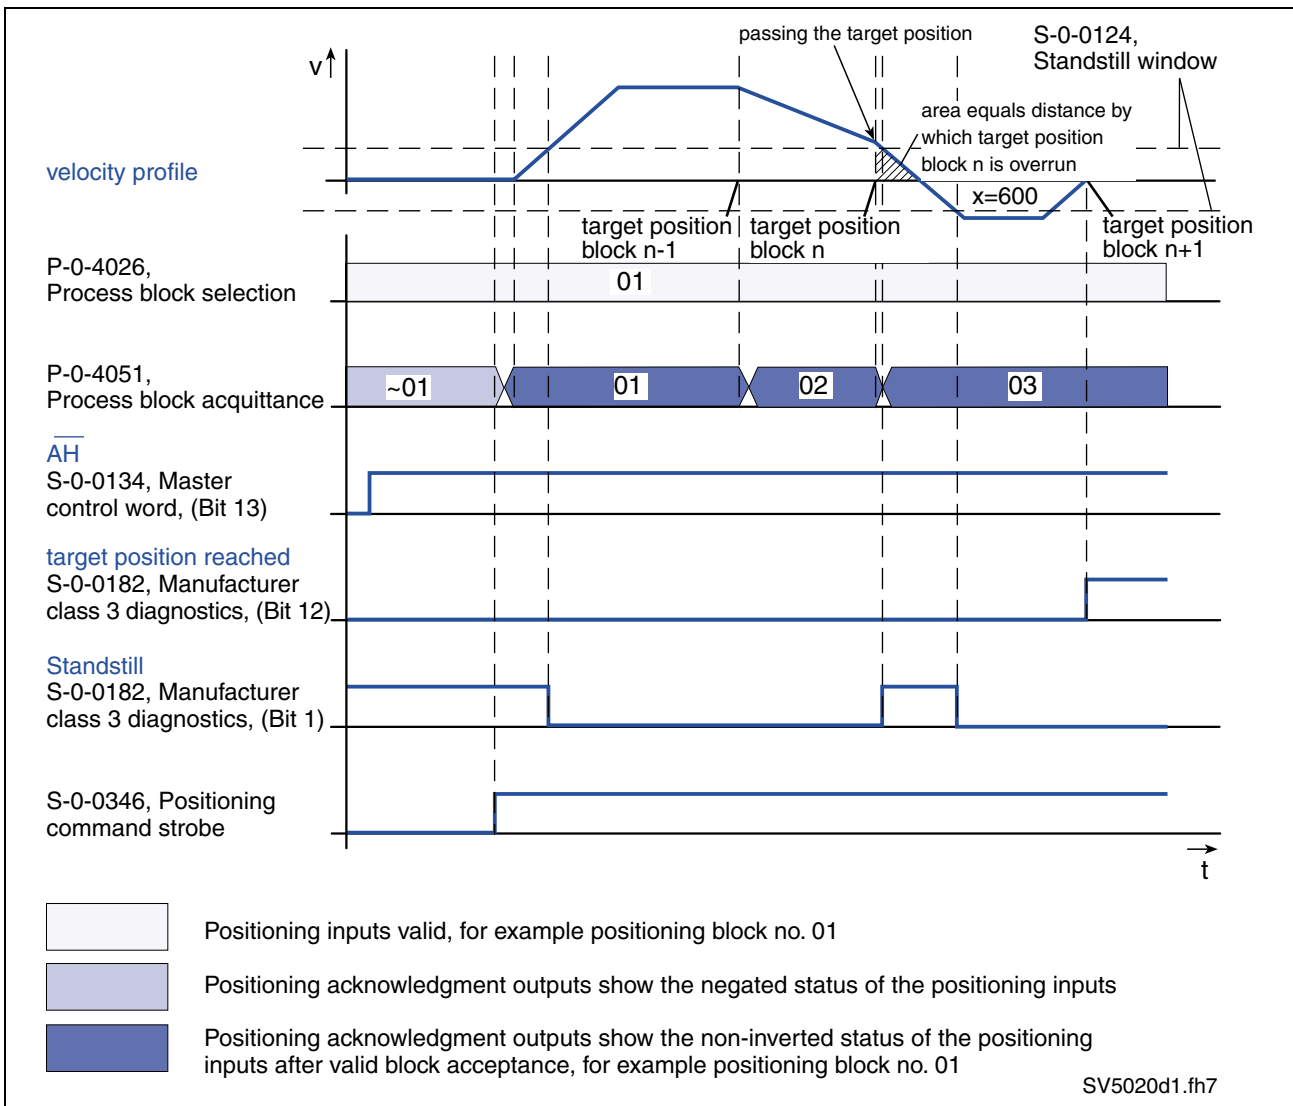 passing the target position
S-0-0124,
Standstill window
v
area equals distance by
which target position
block n is overrun
velocity profile
x=600
target position
block n-1
target position
block n
target position
block n+1
P-0-4026,
Process block selection
01
P-0-4051,
Process block acquittance
~01
01
02
03
AH
S-0-0134, Master
control word, (Bit 13)
target position reached
S-0-0182, Manufacturer
class 3 diagnostics, (Bit 12)
Standstill
S-0-0182, Manufacturer
class 3 diagnostics, (Bit 1)
S-0-0346, Positioning
command strobe
t
Positioning inputs valid, for example positioning block no. 01
Positioning acknowledgment outputs show the negated status of the positioning inputs
Positioning acknowledgment outputs show the non-inverted status of the positioning
inputs after valid block acceptance, for example positioning block no. 01
SV5020d1.fh7